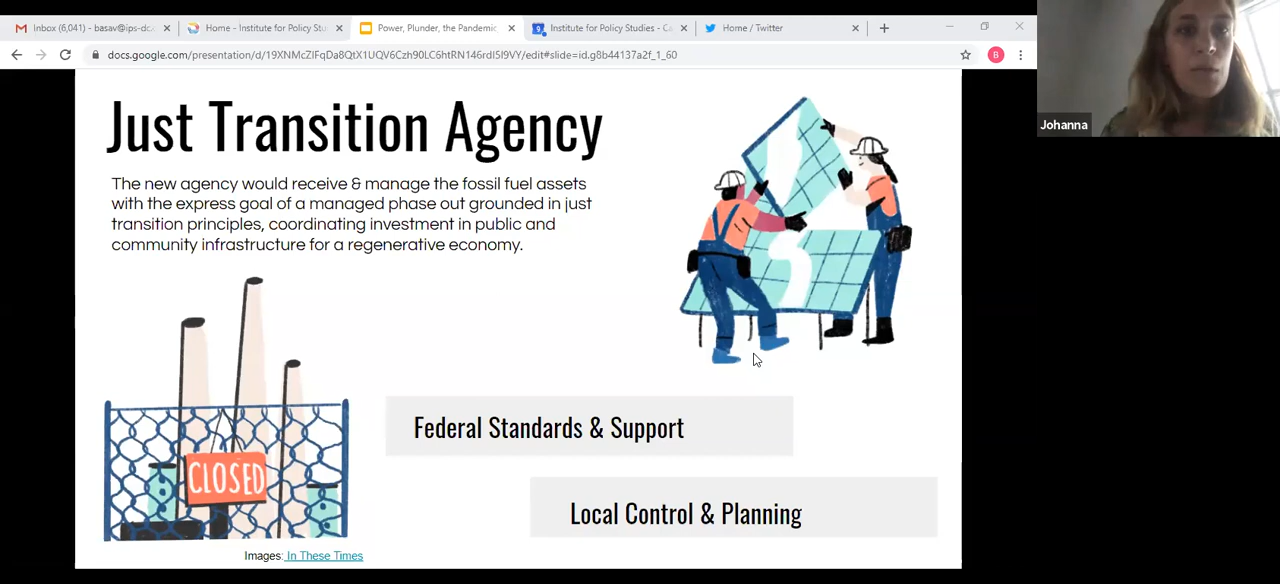 Inbox (6,041) - basav@ips-dc.
Home - Institute for Policy Stu
Power, Plunder, the Pandemic,
Institute for Policy Studies - Ca
Home / Twitter
docs.google.com/presentation/d/19XNMcZIFqDa8QtX1UQV6Czh90LC6htRN146rdI5I9VY/edit#slide=id.g8b44137a2f_1_60
B
Johanna
Just Transition Agency
The new agency would receive & manage the fossil fuel assets
with the express goal of a managed phase out grounded in just
transition principles, coordinating investment in public and
community infrastructure for a regenerative economy.
CLOSED
Federal Standards & Support
Local Control & Planning
Images: In These Times